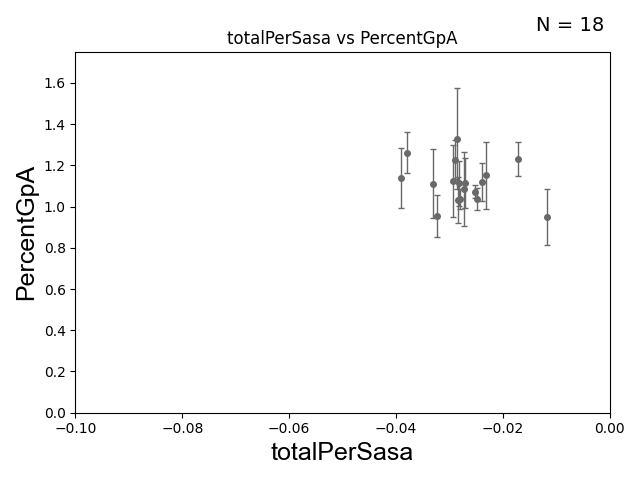 N = 18
totalPerSasa vs PercentGpA
PercentGpA
1.6
1.4
1.2
1.0
0.8
0.6
0.4
0.2
0.0
−0.10 −0.08 −0.06 −0.04 −0.02 0.00
totalPerSasa